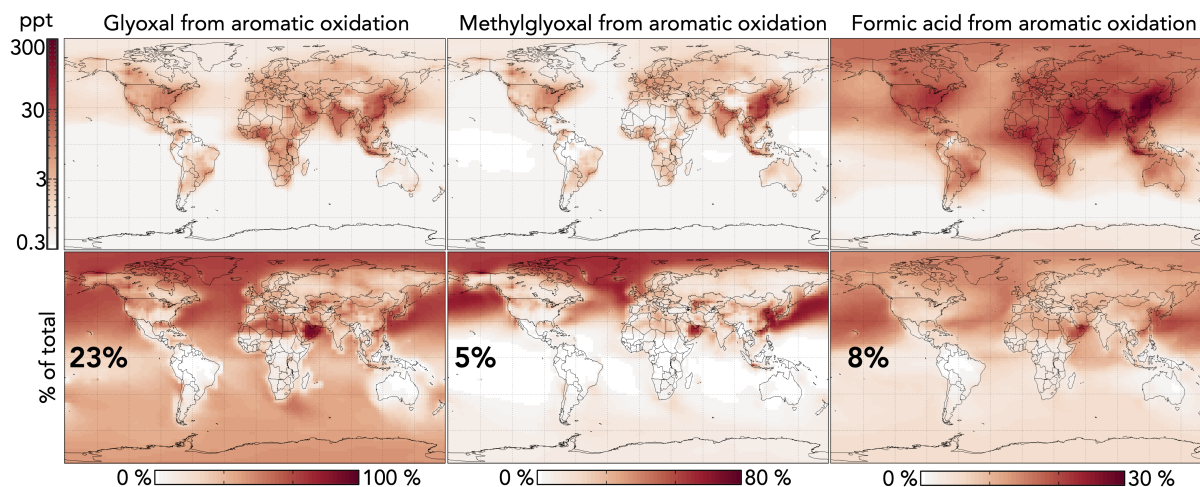 ppt
Glyoxal from aromatic oxidation
Methylglyoxal from aromatic oxidation
Formic acid from aromatic oxidation
300
30
3
0.3
% of total
23%
5%
8%
0 %
100 %
0 %
80 %
0 %
30 %